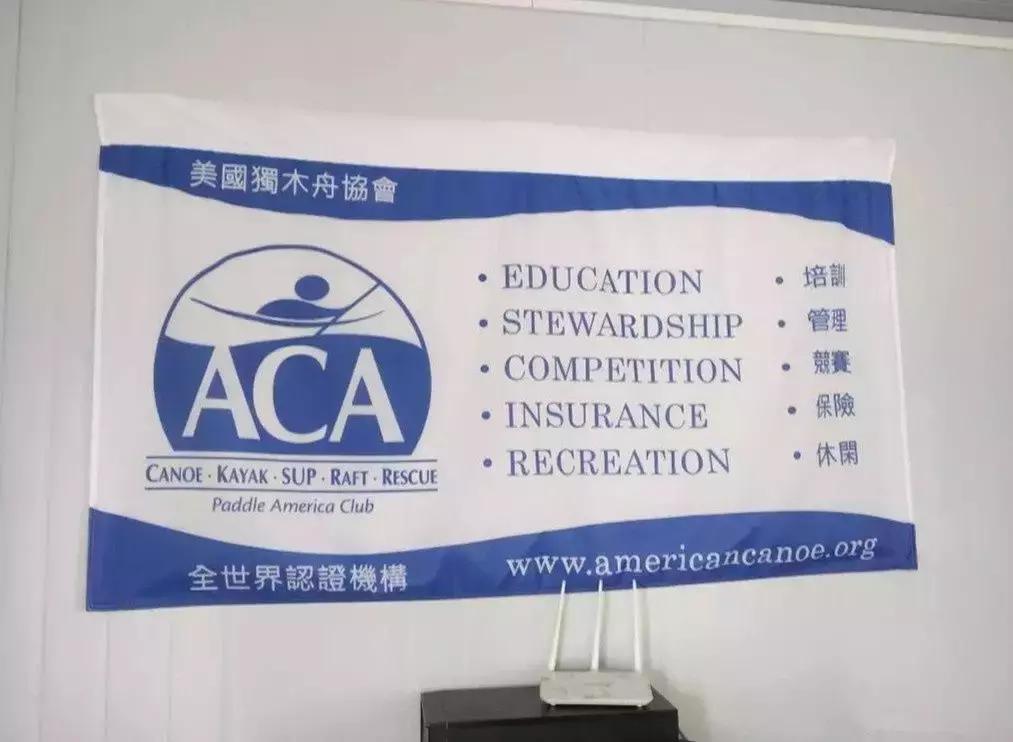 美國獨木舟協會
ACA
CANOE · KAYAK · SUP · RAFT · RESCUE
Paddle America Club
• EDUCATION • 培訓
• STEWARDSHIP • 管理
• COMPETITION • 競賽
• INSURANCE • 保險
• RECREATION • 休閑
全世界認證機構
www.americancanoe.org